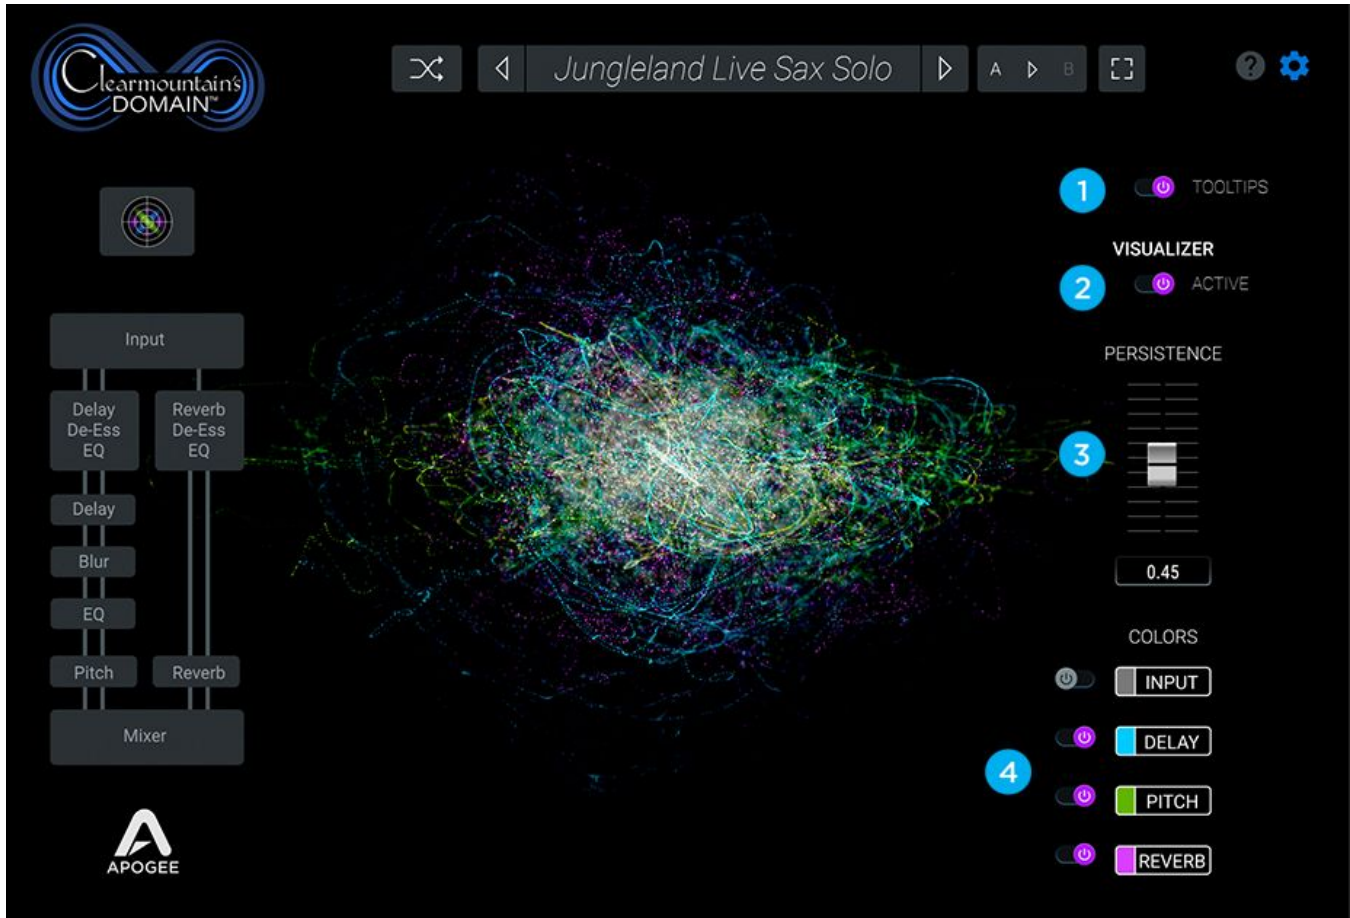 Clearmountain's
DOMAIN™
Jungleland Live Sax Solo
A
B
?
1
TOOLTIPS
VISUALIZER
2
ACTIVE
PERSISTENCE
3
0.45
COLORS
INPUT
DELAY
4
PITCH
REVERB
Input
Delay
De-Ess
EQ
Reverb
De-Ess
EQ
Delay
Blur
EQ
Pitch
Reverb
Mixer
APOGEE